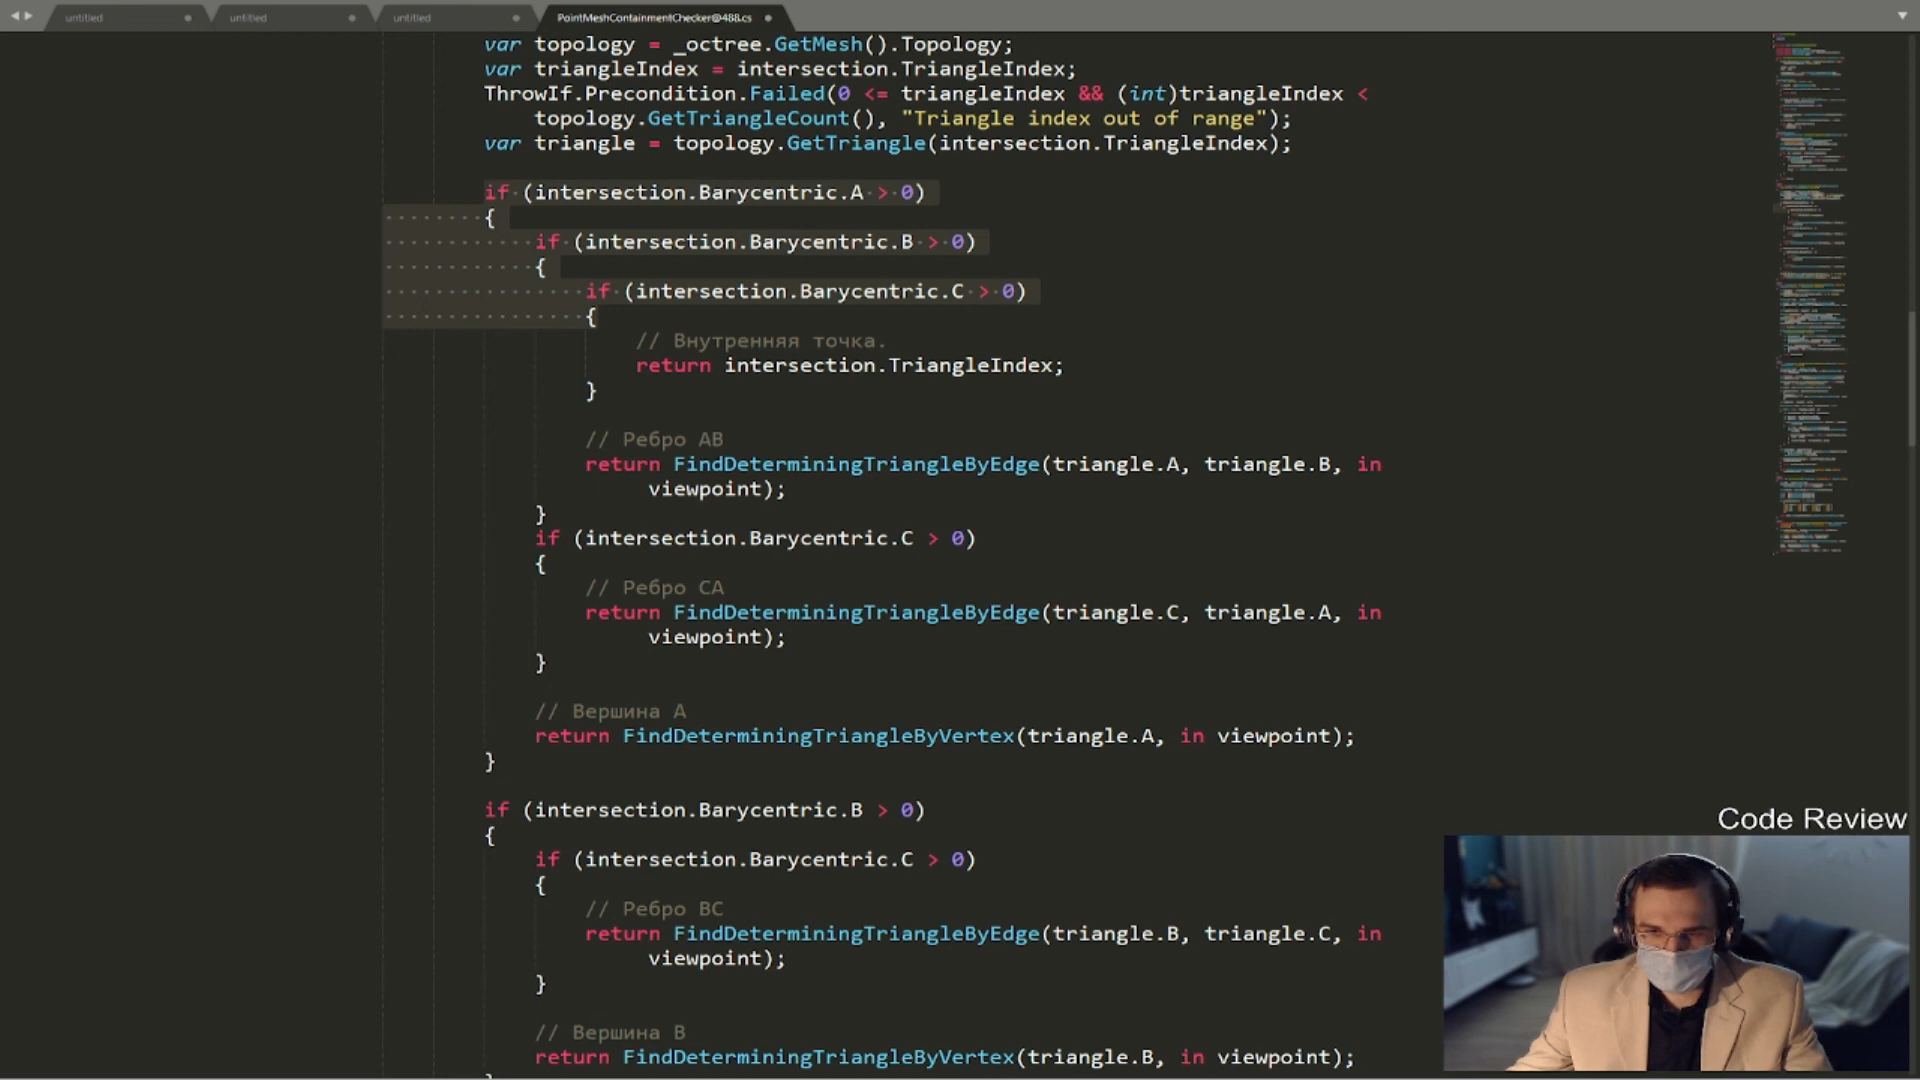 untitled
untitled
untitled
PointMeshContainmentChecker@488.cs
var topology = _octree.GetMesh().Topology;
var triangleIndex = intersection.TriangleIndex;
ThrowIf.Precondition.Failed(0 <= triangleIndex && (int)triangleIndex <
topology.GetTriangleCount(), "Triangle index out of range");
var triangle = topology.GetTriangle(intersection.TriangleIndex);
if (intersection.Barycentric.A > 0)
{
if (intersection.Barycentric.B > 0)
{
if (intersection.Barycentric.C > 0)
{
// Внутренняя точка.
return intersection.TriangleIndex;
}
// Ребро AB
return FindDeterminingTriangleByEdge(triangle.A, triangle.B, in
viewpoint);
}
if (intersection.Barycentric.C > 0)
{
// Ребро CA
return FindDeterminingTriangleByEdge(triangle.C, triangle.A, in
viewpoint);
}
// Вершина A
return FindDeterminingTriangleByVertex(triangle.A, in viewpoint);
}
if (intersection.Barycentric.B > 0)
{
if (intersection.Barycentric.C > 0)
{
// Ребро BC
return FindDeterminingTriangleByEdge(triangle.B, triangle.C, in
viewpoint);
}
// Вершина B
return FindDeterminingTriangleByVertex(triangle.B, in viewpoint);
Code Review